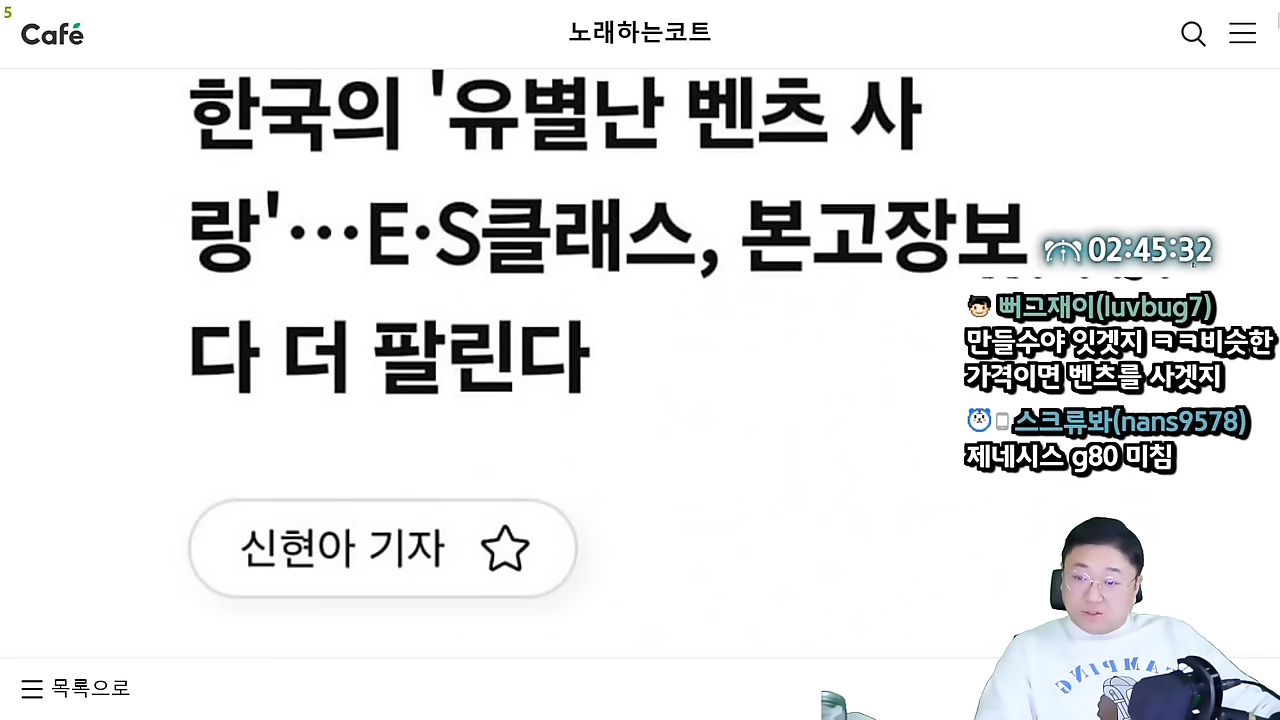 5
Café
노래하는코트
한국의 '유별난 벤츠 사
랑'…E·S클래스, 본고장보
다 더 팔린다
신현아 기자
목록으로
02:45:32
뻐그재이(luvbug7)
만들수야 잇겟지 ㅋㅋ비슷한
가격이면 벤츠를 사겟지
스크류봐(nans9578)
제네시스 g80 미침
CAMPING